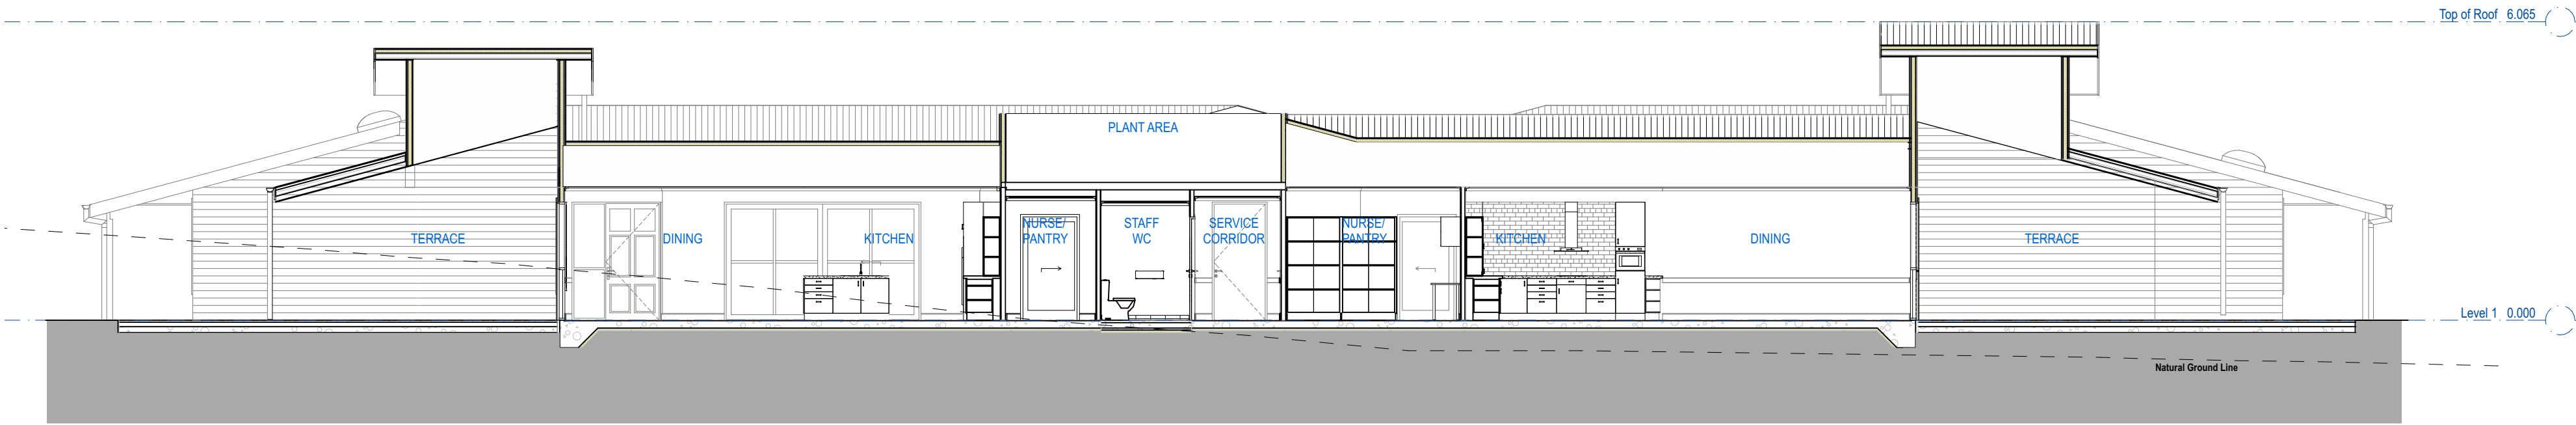 Top of Roof 6.065
PLANT AREA
TERRACE
DINING
KITCHEN
NURSE/
PANTRY
STAFF
WC
SERVICE
CORRIDOR
NURSE/
PANTRY
KITCHEN
DINING
TERRACE
Level 1 0.000
Natural Ground Line